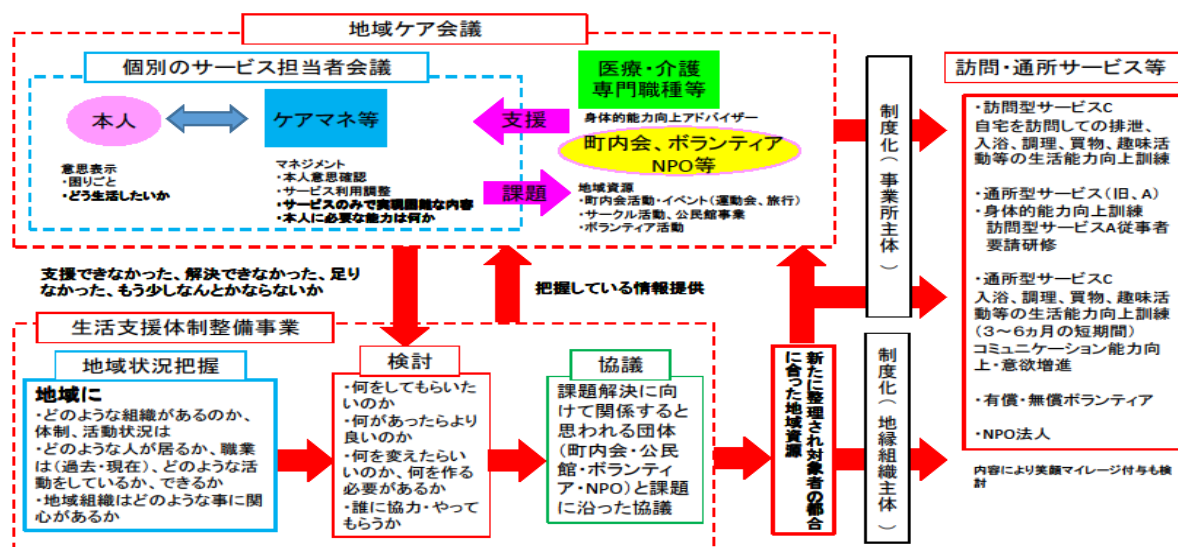 地域ケア会議
個別のサービス担当者会議
本人
意思表示
・困りごと
・どう生活したいか
ケアマネ等
マネジメント
・本人意思確認
・サービス利用調整
・サービスのみで実現困難な内容
・本人に必要な能力は何か
支援
課題
医療・介護
専門職種等
身体的能力向上アドバイザー
町内会、ボランティア
NPO等
地域資源
・町内会活動・イベント(運動会、旅行)
・サークル活動、公民館事業
・ボランティア活動
支援できなかった、解決できなかった、足り
なかった、もう少しなんとかならないか
把握している情報提供
生活支援体制整備事業
地域状況把握
地域に
・どのような組織があるのか、
体制、活動状況は
・どのような人が居るか、職業
は(過去・現在)、どのような活
動をしているか、できるか
・地域組織はどのような事に関
心があるか
検討
・何をしてもらいた
いのか
・何があったらより
良いのか
・何を変えたらい
いのか、何を作る
必要があるか
・誰に協力・やって
もらうか
協議
課題解決に向
けて関係すると
思われる団体
(町内会・公民
館・ボランティ
ア・NPO)と課題
に沿った協議
新たに整理され対象者の都合
に合った地域資源
制度化(事業所主体)
制度化(地縁組織主体)
訪問・通所サービス等
・訪問型サービスC
自宅を訪問しての排泄、
入浴、調理、買物、趣味活
動等の生活能力向上訓練
・通所型サービス(旧、A)
・身体的能力向上訓練
訪問型サービスA従事者
要請研修
・通所型サービスC
入浴、調理、買物、趣味活
動等の生活能力向上訓練
(3~6ヵ月の短期間)
コミュニケーション能力向
上・意欲増進
・有償・無償ボランティア
・NPO法人
内容により笑顔マイレージ付与も検
討